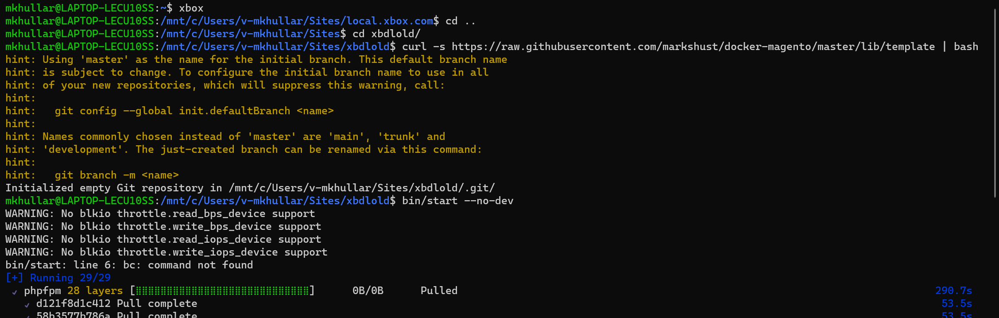 mkhullar@LAPTOP-LECU10SS:~$ xbox
mkhullar@LAPTOP-LECU10SS:/mnt/c/Users/v-mkhullar/Sites/local.xbox.com$ cd ..
mkhullar@LAPTOP-LECU10SS:/mnt/c/Users/v-mkhullar/Sites$ cd xbdlold/
mkhullar@LAPTOP-LECU10SS:/mnt/c/Users/v-mkhullar/Sites/xbdlold$ curl -s https://raw.githubusercontent.com/markshust/docker-magento/master/lib/template | bash
hint: Using 'master' as the name for the initial branch. This default branch name
hint: is subject to change. To configure the initial branch name to use in all
hint: of your new repositories, which will suppress this warning, call:
hint:
hint:   git config --global init.defaultBranch <name>
hint:
hint: Names commonly chosen instead of 'master' are 'main', 'trunk' and
hint: 'development'. The just-created branch can be renamed via this command:
hint:
hint:   git branch -m <name>
Initialized empty Git repository in /mnt/c/Users/v-mkhullar/Sites/xbdlold/.git/
mkhullar@LAPTOP-LECU10SS:/mnt/c/Users/v-mkhullar/Sites/xbdlold$ bin/start --no-dev
WARNING: No blkio throttle.read_bps_device support
WARNING: No blkio throttle.write_bps_device support
WARNING: No blkio throttle.read_iops_device support
WARNING: No blkio throttle.write_iops_device support
bin/start: line 6: bc: command not found
[+] Running 29/29
✓ phpfpm 28 layers [⣿⣿⣿⣿⣿⣿⣿⣿⣿⣿⣿⣿⣿⣿⣿⣿⣿⣿⣿⣿⣿⣿⣿⣿⣿⣿⣿⣿] 0B/0B Pulled 290.7s
✓ d121f8d1c412 Pull complete 53.5s
✓ 58b3577b786a Pull complete 53.5s